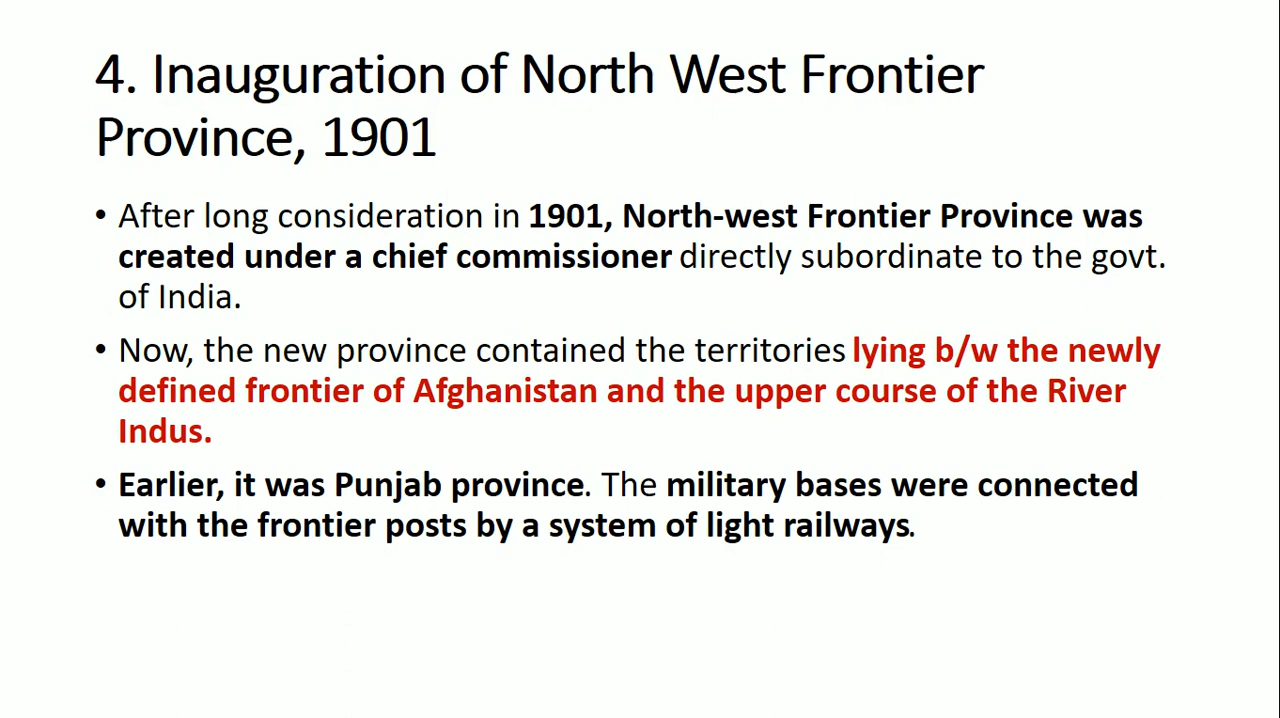 4. Inauguration of North West Frontier
Province, 1901
• After long consideration in 1901, North-west Frontier Province was
created under a chief commissioner directly subordinate to the govt.
of India.
• Now, the new province contained the territories lying b/w the newly
defined frontier of Afghanistan and the upper course of the River
Indus.
• Earlier, it was Punjab province. The military bases were connected
with the frontier posts by a system of light railways.